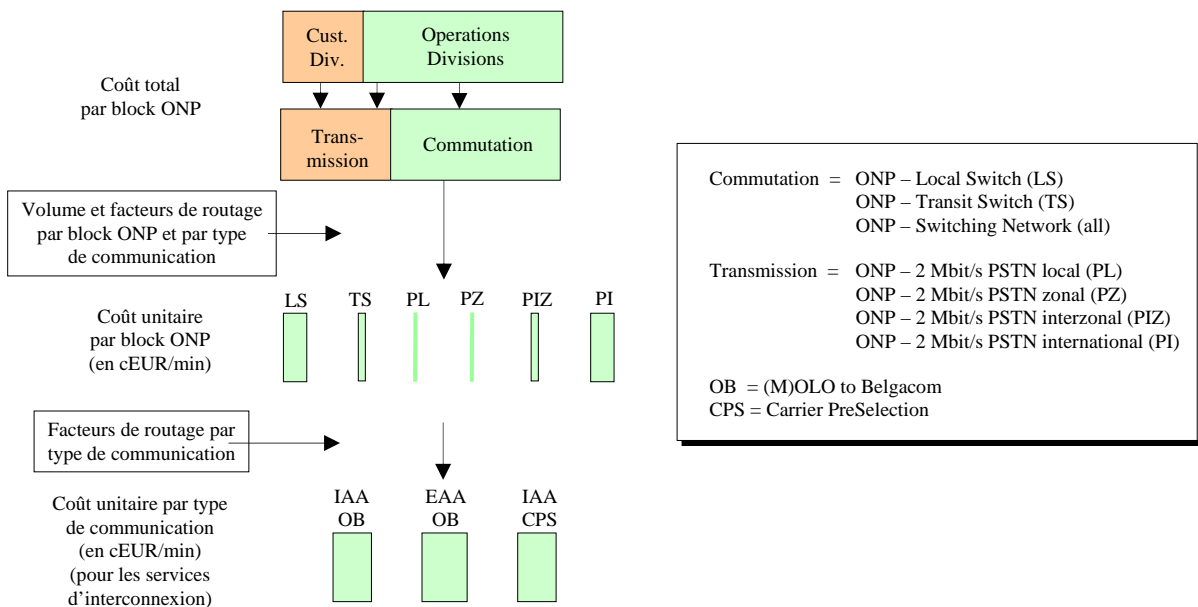 Cust.
Div.
Operations
Divisions
Coût total
par block ONP
Trans-
mission
Commutation
Volume et facteurs de routage
par block ONP et par type
de communication
LS TS PL PZ PIZ PI
Coût unitaire
par block ONP
(en cEUR/min)
Facteurs de routage par
type de communication
IAA
OB
EAA
OB
IAA
CPS
Coût unitaire par type
de communication
(en cEUR/min)
(pour les services
d’interconnexion)
Commutation = ONP – Local Switch (LS)
ONP – Transit Switch (TS)
ONP – Switching Network (all)
Transmission = ONP – 2 Mbit/s PSTN local (PL)
ONP – 2 Mbit/s PSTN zonal (PZ)
ONP – 2 Mbit/s PSTN interzonal (PIZ)
ONP – 2 Mbit/s PSTN international (PI)
OB = (M)OLO to Belgacom
CPS = Carrier PreSelection